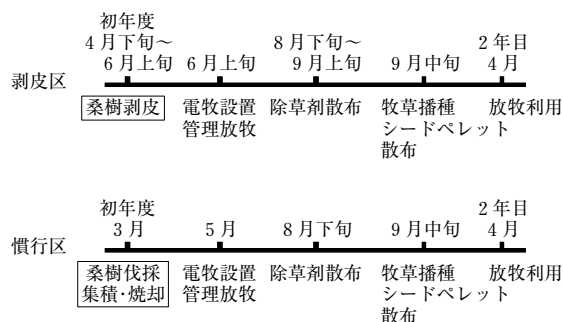 初年度
4月下旬~ 8月下旬~ 2年目
6月上旬 6月上旬 9月上旬 9月中旬 4月
剥皮区
桑樹剥皮 電牧設置 除草剤散布 牧草播種 放牧利用
管理放牧 シードペレット
散布
初年度 2年目
3月 5月 8月下旬 9月中旬 4月
慣行区
桑樹伐採 電牧設置 除草剤散布 牧草播種 放牧利用
集積・焼却 管理放牧 シードペレット
散布